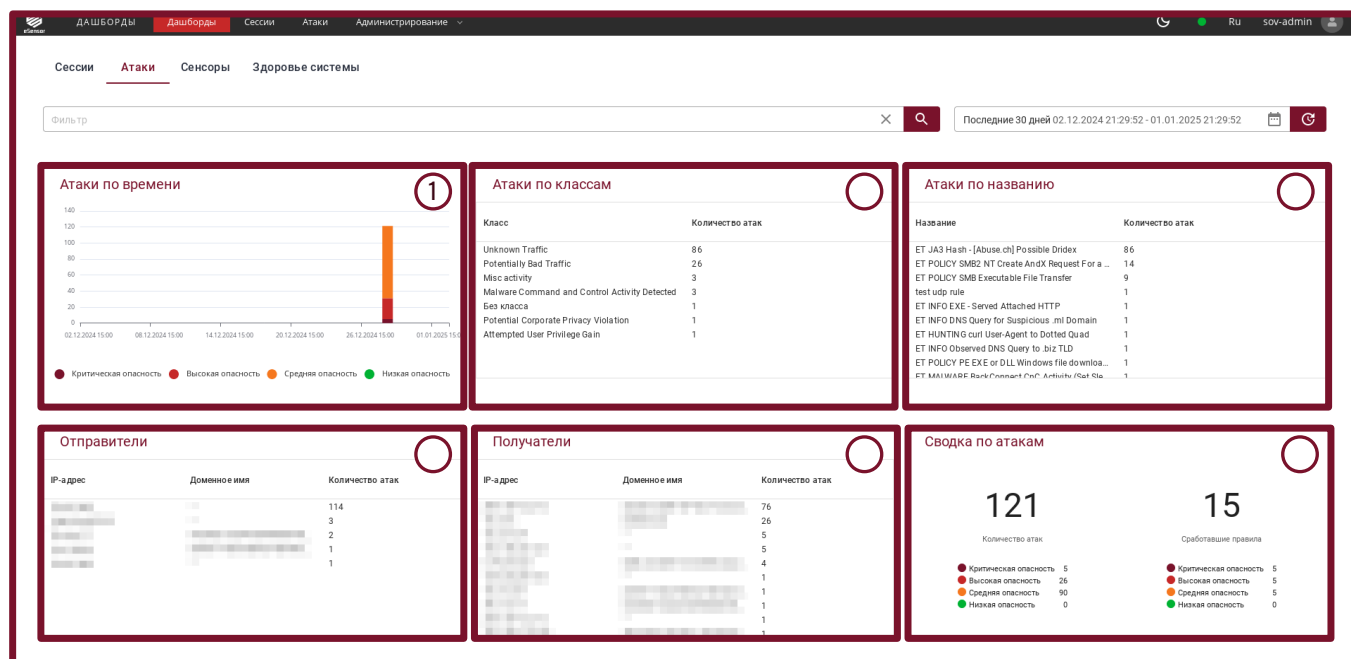 eSensor ДАШБОРДЫ Дашборды Сессии Атаки Администрирование Ru sov-admin
Сессии Атаки Сенсоры Здоровье системы
Фильтр
Последние 30 дней 02.12.2024 21:29:52 - 01.01.2025 21:29:52
Атаки по времени
1
140
120
100
80
60
40
20
0
02.12.2024 15:00 08.12.2024 15:00 14.12.2024 15:00 20.12.2024 15:00 26.12.2024 15:00 01.01.2025 15:0
Критическая опасность Высокая опасность Средняя опасность Низкая опасность
Атаки по классам
Класс Количество атак
Unknown Traffic 86
Potentially Bad Traffic 26
Misc activity 3
Malware Command and Control Activity Detected 3
Без класса 1
Potential Corporate Privacy Violation 1
Attempted User Privilege Gain 1
Атаки по названию
Название Количество атак
ET JA3 Hash - [Abuse.ch] Possible Dridex 86
ET POLICY SMB2 NT Create AndX Request For a ... 14
ET POLICY SMB Executable File Transfer 9
test udp rule 1
ET INFO EXE - Served Attached HTTP 1
ET INFO DNS Query for Suspicious .ml Domain 1
ET HUNTING curl User-Agent to Dotted Quad 1
ET INFO Observed DNS Query to .biz TLD 1
ET POLICY PE EXE or DLL Windows file downloa... 1
ET MALWARE BackConnect CnC Activity (Set Sle... 1
Отправители
IP-адрес Доменное имя Количество атак
114
3
2
1
1
Получатели
IP-адрес Доменное имя Количество атак
76
26
5
5
4
1
1
1
1
1
Сводка по атакам
121
Количество атак
Критическая опасность 5
Высокая опасность 26
Средняя опасность 90
Низкая опасность 0
15
Сработавшие правила
Критическая опасность 5
Высокая опасность 5
Средняя опасность 5
Низкая опасность 0